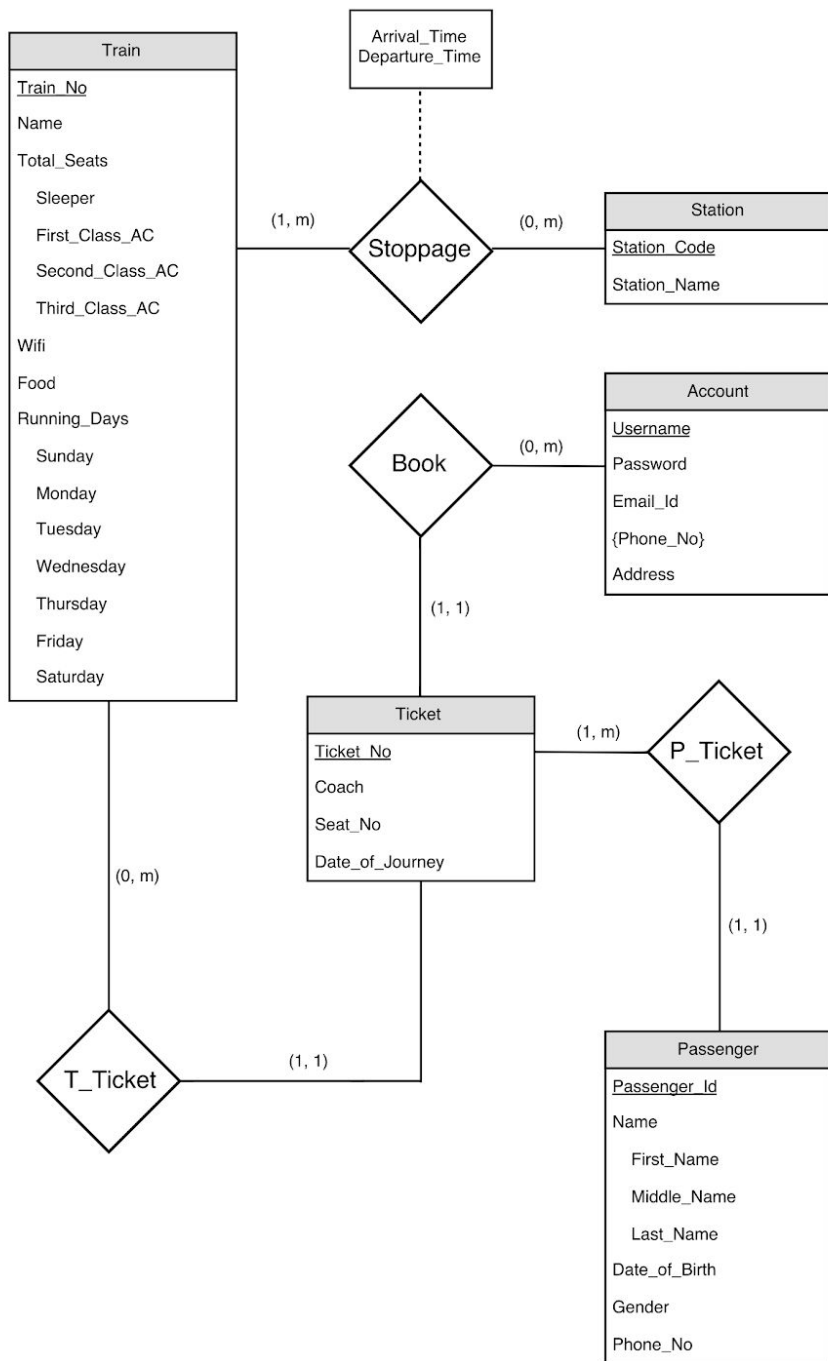 Train
Train_No
Name
Total_Seats
Sleeper
First_Class_AC
Second_Class_AC
Third_Class_AC
Wifi
Food
Running_Days
Sunday
Monday
Tuesday
Wednesday
Thursday
Friday
Saturday
Arrival_Time
Departure_Time
(1, m)
Stoppage
(0, m)
Station
Station_Code
Station_Name
Book
(0, m)
Account
Username
Password
Email_Id
{Phone_No}
Address
(1, 1)
Ticket
Ticket_No
Coach
Seat_No
Date_of_Journey
(1, m)
P_Ticket
(0, m)
(1, 1)
T_Ticket
(1, 1)
Passenger
Passenger_Id
Name
First_Name
Middle_Name
Last_Name
Date_of_Birth
Gender
Phone_No